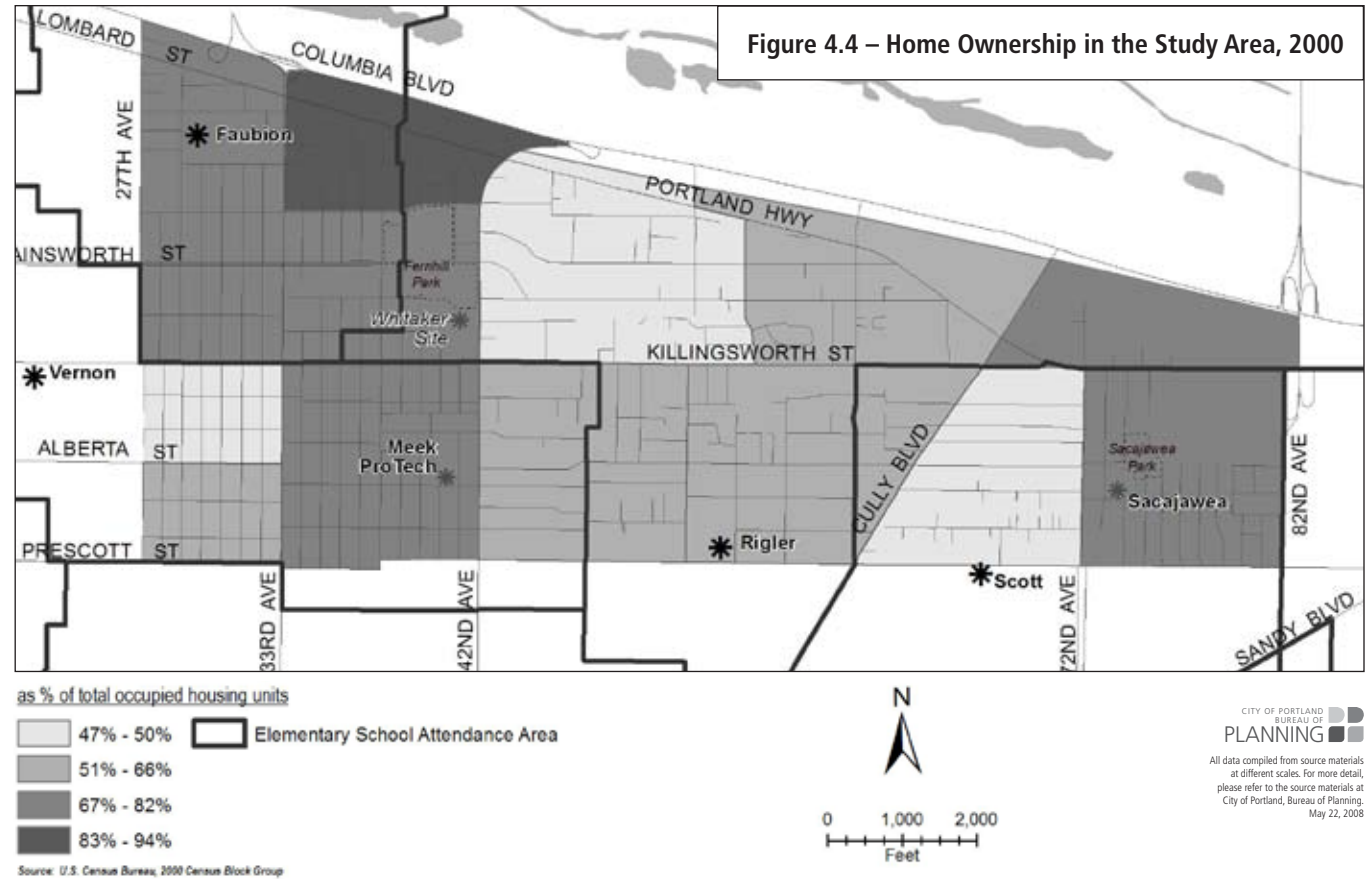 Figure 4.4 – Home Ownership in the Study Area, 2000
LOMBARD
ST
COLUMBIA BLVD
27TH AVE
Faubion
PORTLAND HWY
AINSWORTH
ST
Fernhill
Park
Whitaker
Site
KILLINGSWORTH ST
Vernon
ALBERTA
ST
Meek
ProTech
CULLY BLVD
Sacajawea
Park
Sacajawea
82ND AVE
PRESCOTT
ST
Rigler
Scott
33RD AVE
42ND AVE
72ND AVE
SANDY BLVD
as % of total occupied housing units
47% - 50%
Elementary School Attendance Area
51% - 66%
67% - 82%
83% - 94%
Source: U.S. Census Bureau, 2000 Census Block Group
N
0 1,000 2,000
Feet
CITY OF PORTLAND
BUREAU OF
PLANNING
All data compiled from source materials
at different scales. For more detail,
please refer to the source materials at
City of Portland, Bureau of Planning.
May 22, 2008